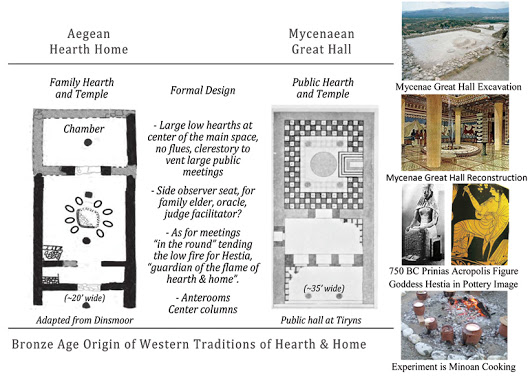 Aegean
Hearth Home
Mycenaean
Great Hall
Family Hearth
and Temple
Formal Design
Public Hearth
and Temple
Chamber
- Large low hearths at
center of the main space,
no flues, clerestory to
vent large public
meetings
- Side observer seat, for
family elder, oracle,
judge facilitator?
- As for meetings
"in the round" tending
the low fire for Hestia,
"guardian of the flame of
hearth & home".
- Anterooms
Center columns
(~20' wide)
(~35' wide)
Adapted from Dinsmoor
Public hall at Tiryns
Bronze Age Origin of Western Traditions of Hearth & Home
Mycenae Great Hall Excavation
Mycenae Great Hall Reconstruction
750 BC Prinias Acropolis Figure
Goddess Hestia in Pottery Image
Experiment is Minoan Cooking